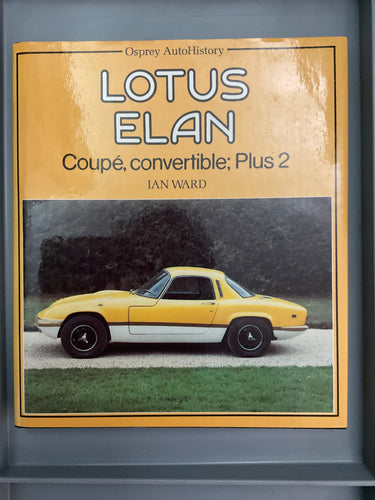 Osprey AutoHistory
LOTUS
ELAN
Coupé, convertible; Plus 2
IAN WARD